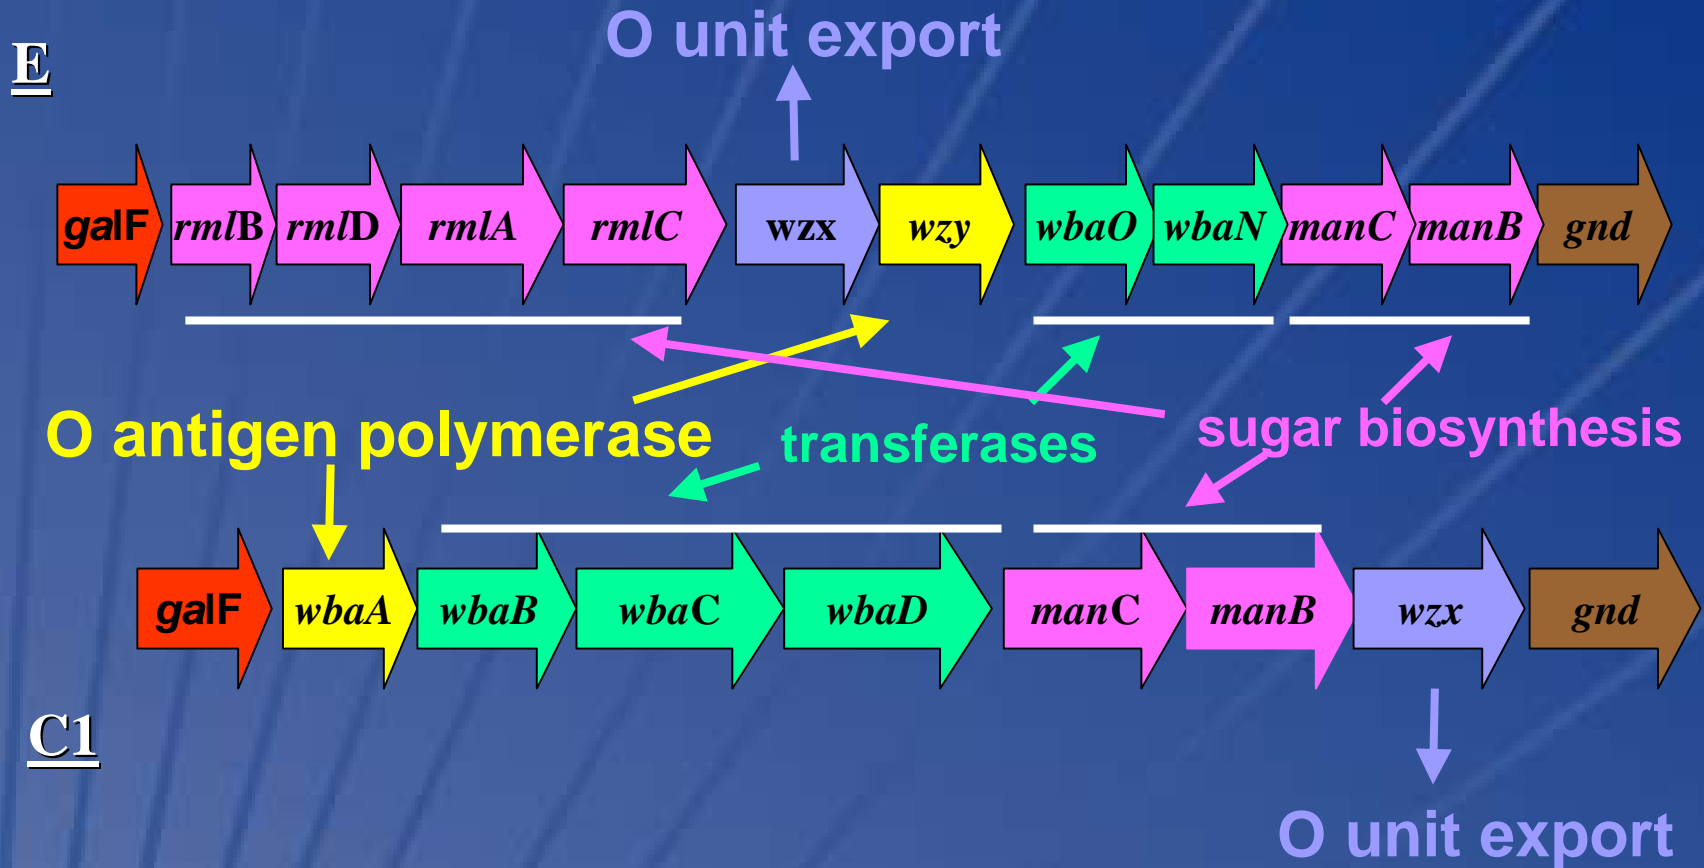 O unit export
E
galF rmlB rmlD rmlA rmlC wzx wzy wbaO wbaN manC manB gnd
O antigen polymerase transferases sugar biosynthesis
galF wbaA wbaB wbaC wbaD manC manB wzx gnd
C1
O unit export